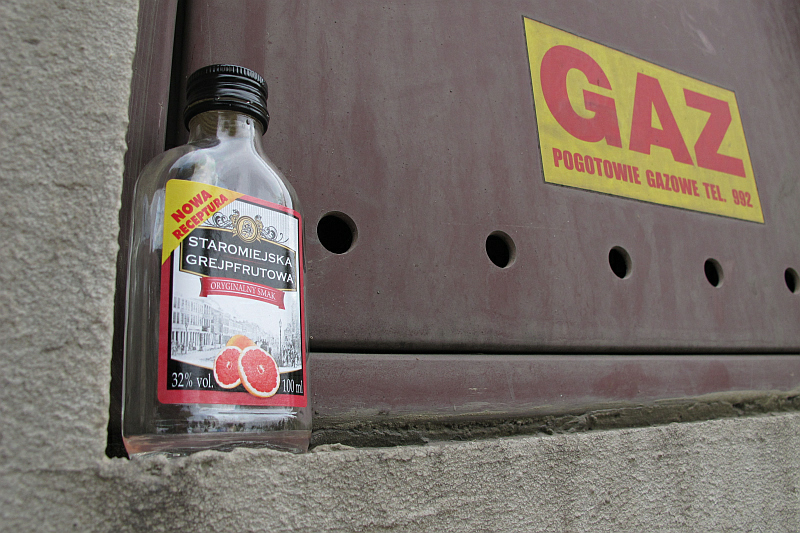 GAZ
POGOTOWIE GAZOWE TEL. 992
NOWA
RECEPTURA
STAROMIEJSKA
GREJPFRUTOWA
ORYGINALNY SMAK
32% vol. 100 ml